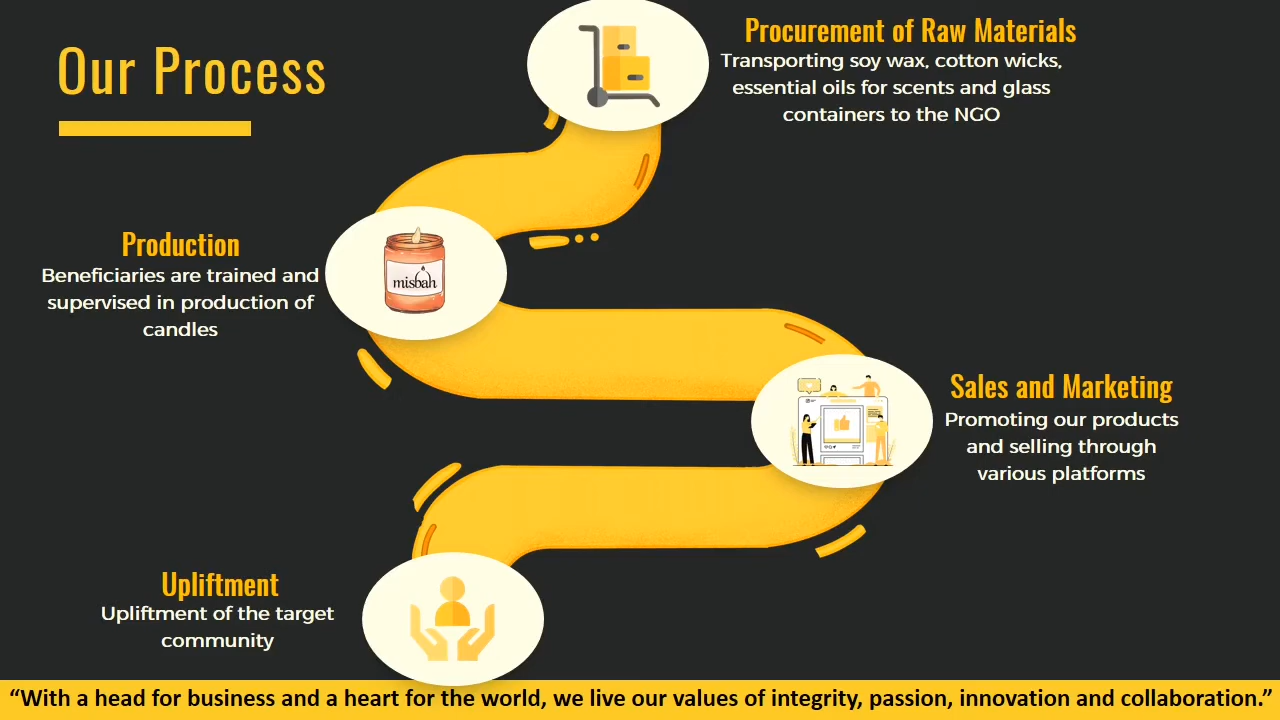 Our Process
Procurement of Raw Materials
Transporting soy wax, cotton wicks,
essential oils for scents and glass
containers to the NGO
Production
Beneficiaries are trained and
supervised in production of
candles
misbah
Sales and Marketing
Promoting our products
and selling through
various platforms
Upliftment
Upliftment of the target
community
“With a head for business and a heart for the world, we live our values of integrity, passion, innovation and collaboration.”